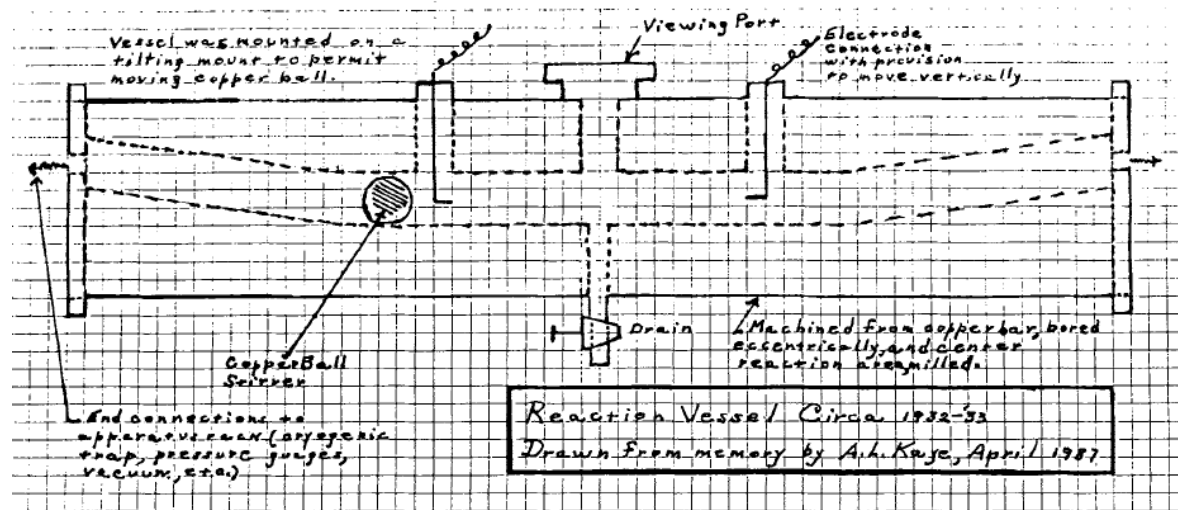 Vessel was mounted on a
tilting mount to permit
moving copper ball.
Viewing Port
Electrode
connection
with provision
to move vertically
Drain
Machined from copper bar, bored
eccentrically, and center
reaction area, milled.
Copper Ball
Stirrer
End connections to
apparatus rack (cryogenic
trap, pressure guages,
vacuum, etc.)
Reaction Vessel Circa 1932-'33
Drawn from memory by A.L. Kaye, April 1987